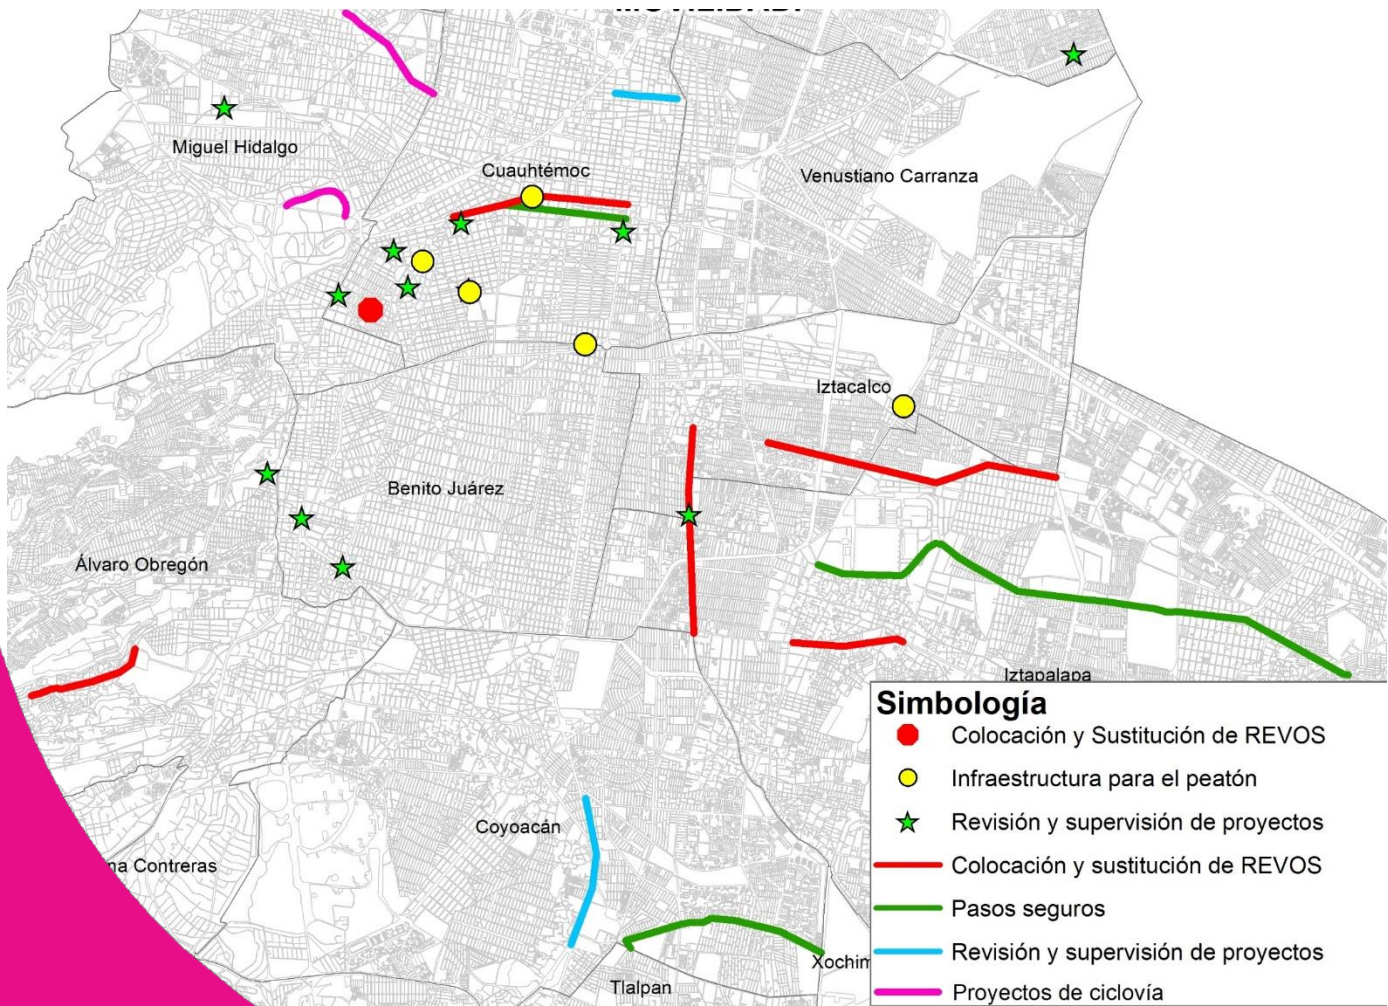 Miguel Hidalgo
Cuauhtémoc
Venustiano Carranza
Iztacalco
Benito Juárez
Álvaro Obregón
Iztapalapa
Simbología
Colocación y Sustitución de REVOS
Infraestructura para el peatón
Revisión y supervisión de proyectos
Coyoacán
na Contreras
Colocación y sustitución de REVOS
Pasos seguros
Revisión y supervisión de proyectos
Xochim
Tlalpan
Proyectos de ciclovía